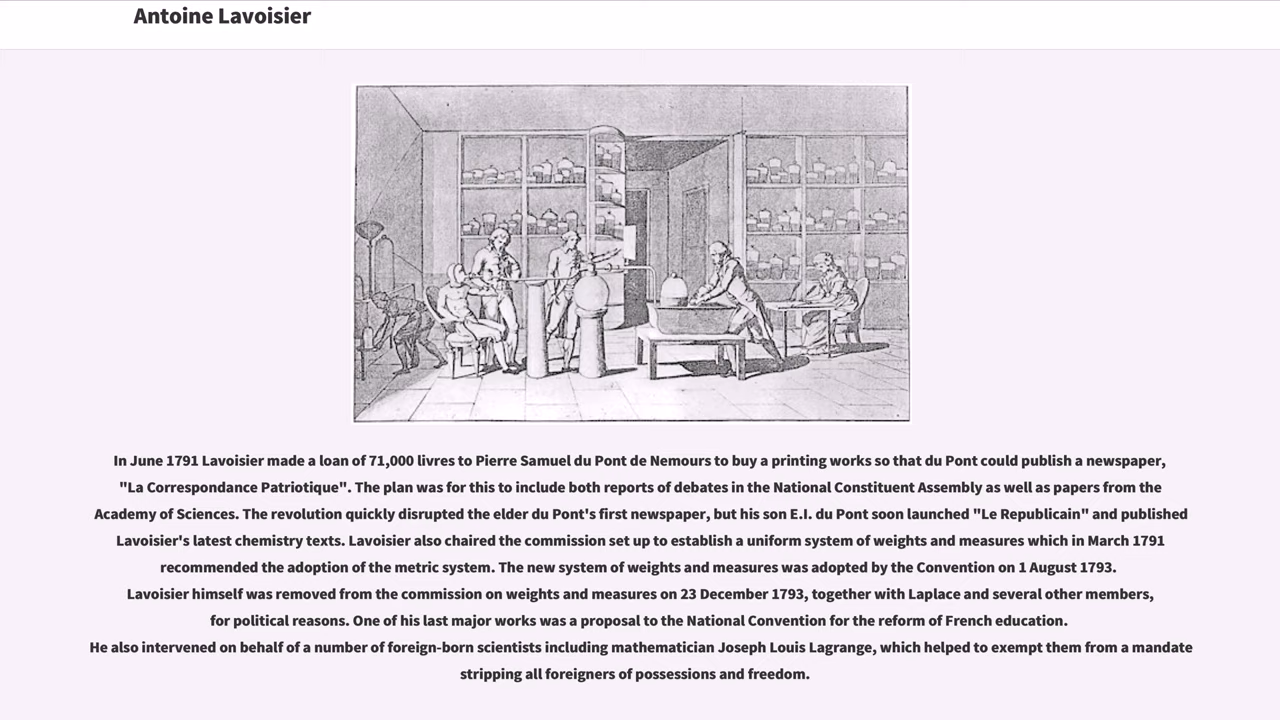 Antoine Lavoisier
In June 1791 Lavoisier made a loan of 71,000 livres to Pierre Samuel du Pont de Nemours to buy a printing works so that du Pont could publish a newspaper,
"La Correspondance Patriotique". The plan was for this to include both reports of debates in the National Constituent Assembly as well as papers from the
Academy of Sciences. The revolution quickly disrupted the elder du Pont's first newspaper, but his son E.I. du Pont soon launched "Le Republicain" and published
Lavoisier's latest chemistry texts. Lavoisier also chaired the commission set up to establish a uniform system of weights and measures which in March 1791
recommended the adoption of the metric system. The new system of weights and measures was adopted by the Convention on 1 August 1793.
Lavoisier himself was removed from the commission on weights and measures on 23 December 1793, together with Laplace and several other members,
for political reasons. One of his last major works was a proposal to the National Convention for the reform of French education.
He also intervened on behalf of a number of foreign-born scientists including mathematician Joseph Louis Lagrange, which helped to exempt them from a mandate
stripping all foreigners of possessions and freedom.